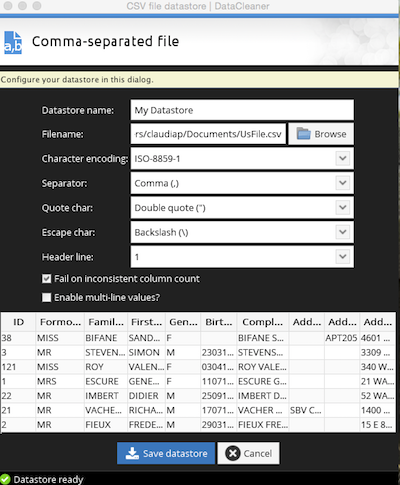 CSV file datastore | DataCleaner
a,b
Comma-separated file
Configure your datastore in this dialog.
Datastore name: My Datastore
Filename: rs/claudiap/Documents/UsFile.csv Browse
Character encoding: ISO-8859-1
Separator: Comma (,)
Quote char: Double quote (")
Escape char: Backslash (\)
Header line: 1
Fail on inconsistent column count
Enable multi-line values?
ID Formo... Famil... First... Gen... Birt... Compl... Add... Add... Add...
38 MISS BIFANE SAND... F BIFANE S... APT205 4601 ...
3 MR STEVEN... SIMON M 23031... STEVENS... 3309 ...
121 MISS ROY VALEN... F 03041... ROY VALE... 340 W...
1 MRS ESCURE GENE... F 11071... ESCURE G... 21 WA...
22 MR IMBERT DIDIER M 25091... IMBERT D... 52 WA...
21 MR VACHE... RICHA... M 17071... VACHER ... SBV C... 1400 ...
2 MR FIEUX FREDE... M 29031... FIEUX FRE... 15 E 8...
Save datastore Cancel
Datastore ready